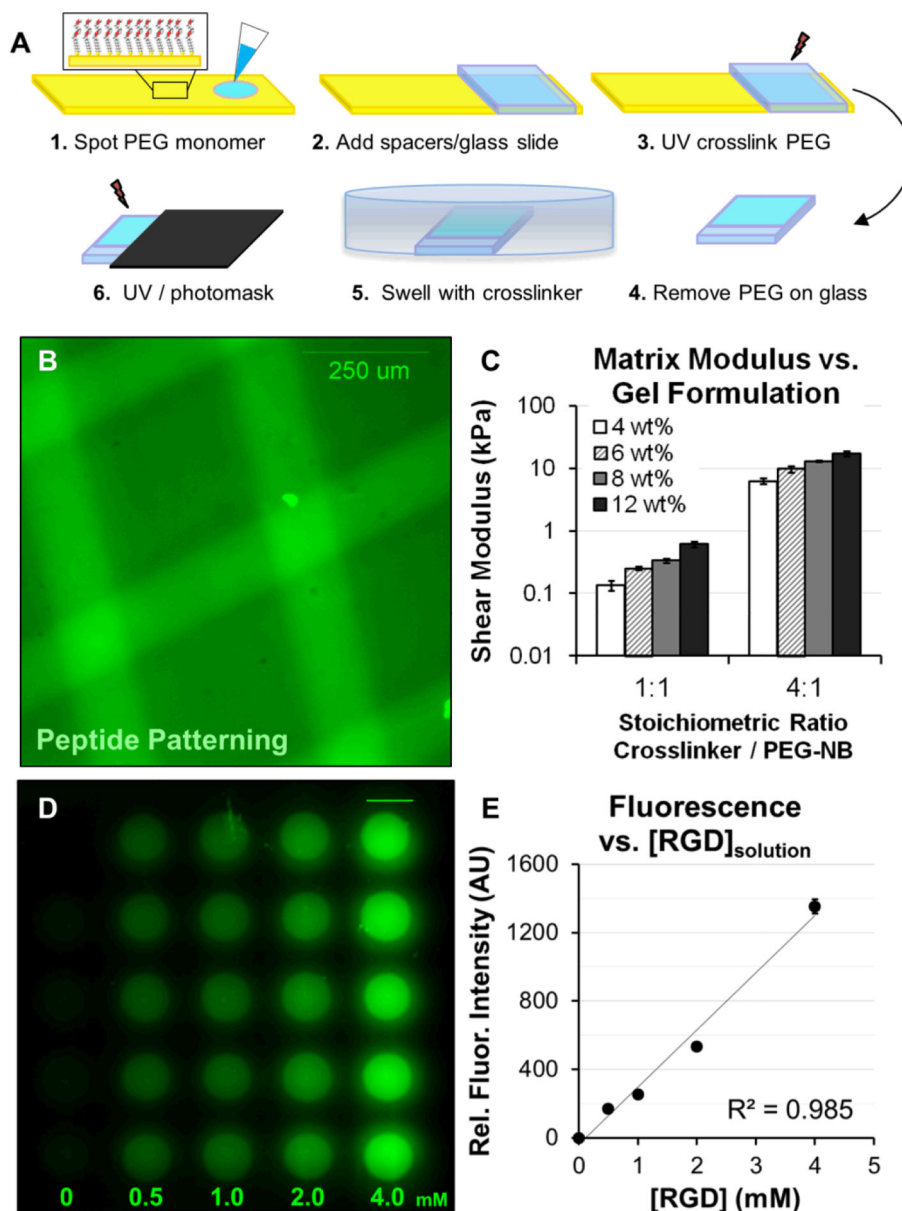 A
1. Spot PEG monomer
2. Add spacers/glass slide
3. UV crosslink PEG
6. UV / photomask
5. Swell with crosslinker
4. Remove PEG on glass
B
250 um
Peptide Patterning
C
Matrix Modulus vs.
Gel Formulation
Shear Modulus (kPa)
100
10
1
0.1
0.01
4 wt%
6 wt%
8 wt%
12 wt%
1:1
4:1
Stoichiometric Ratio
Crosslinker / PEG-NB
D
0 0.5 1.0 2.0 4.0 mM
E
Fluorescence
vs. [RGD]solution
Rel. Fluor. Intensity (AU)
1600
1200
800
400
0
R² = 0.985
0 1 2 3 4 5
[RGD] (mM)